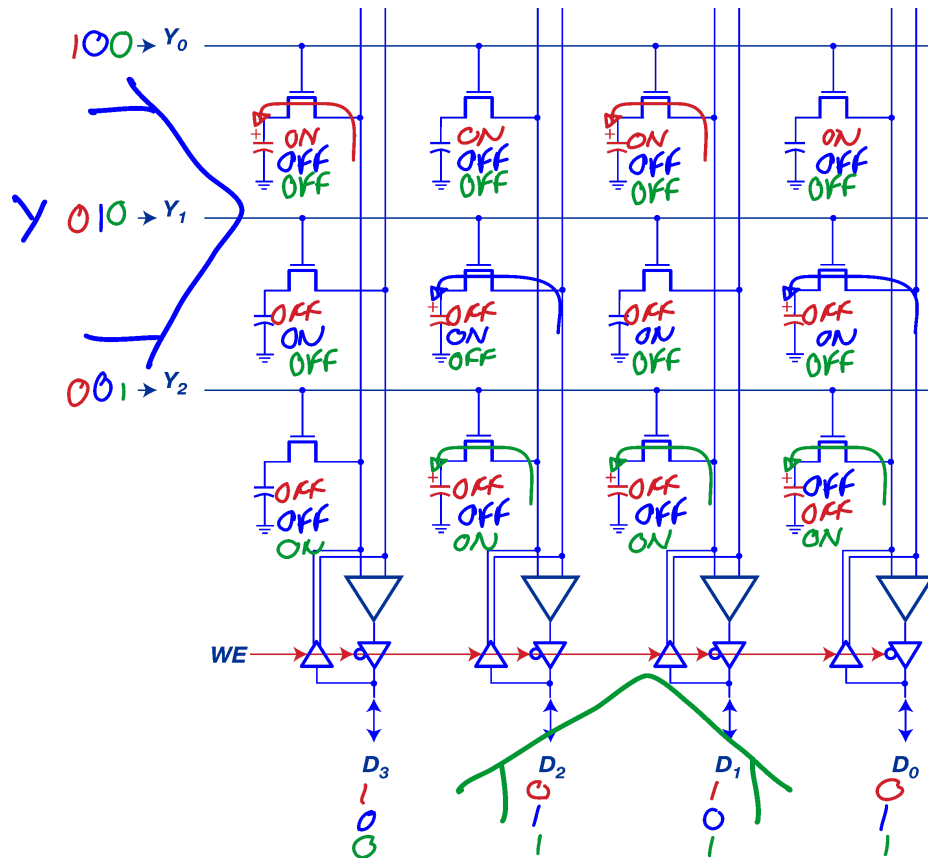 100 → Y0
+ ON ON + ON ON
OFF OFF OFF OFF
OFF OFF OFF OFF
Y 010 → Y1
OFF + OFF OFF + OFF
ON ON ON ON
OFF OFF OFF OFF
001 → Y2
OFF + OFF + OFF + OFF
OFF OFF OFF OFF
ON ON ON ON
WE
D3 D2 D1 D0
1 0 1 0
0 1 0 1
0 1 1 1